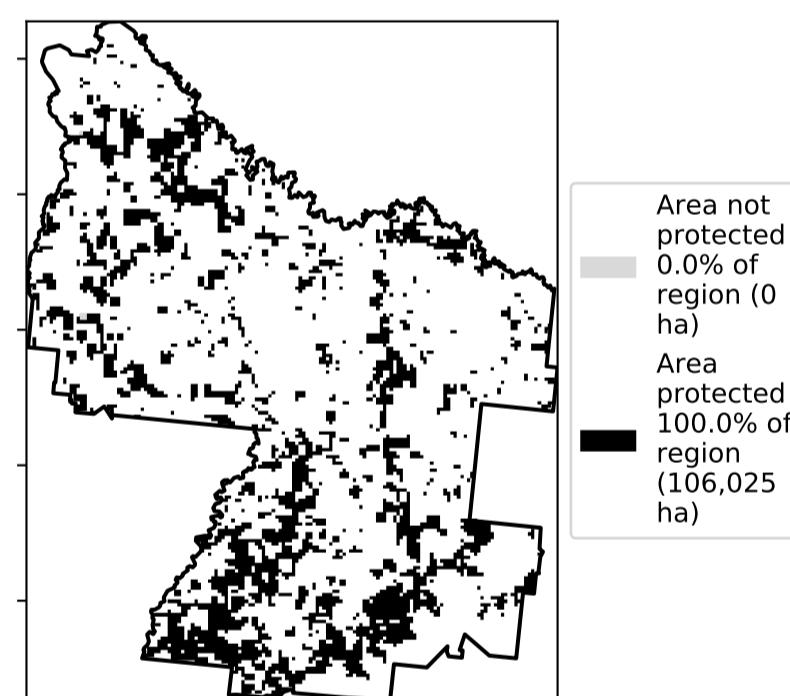 Area not
protected
0.0% of
region (0
ha)
Area
protected
100.0% of
region
(106,025
ha)